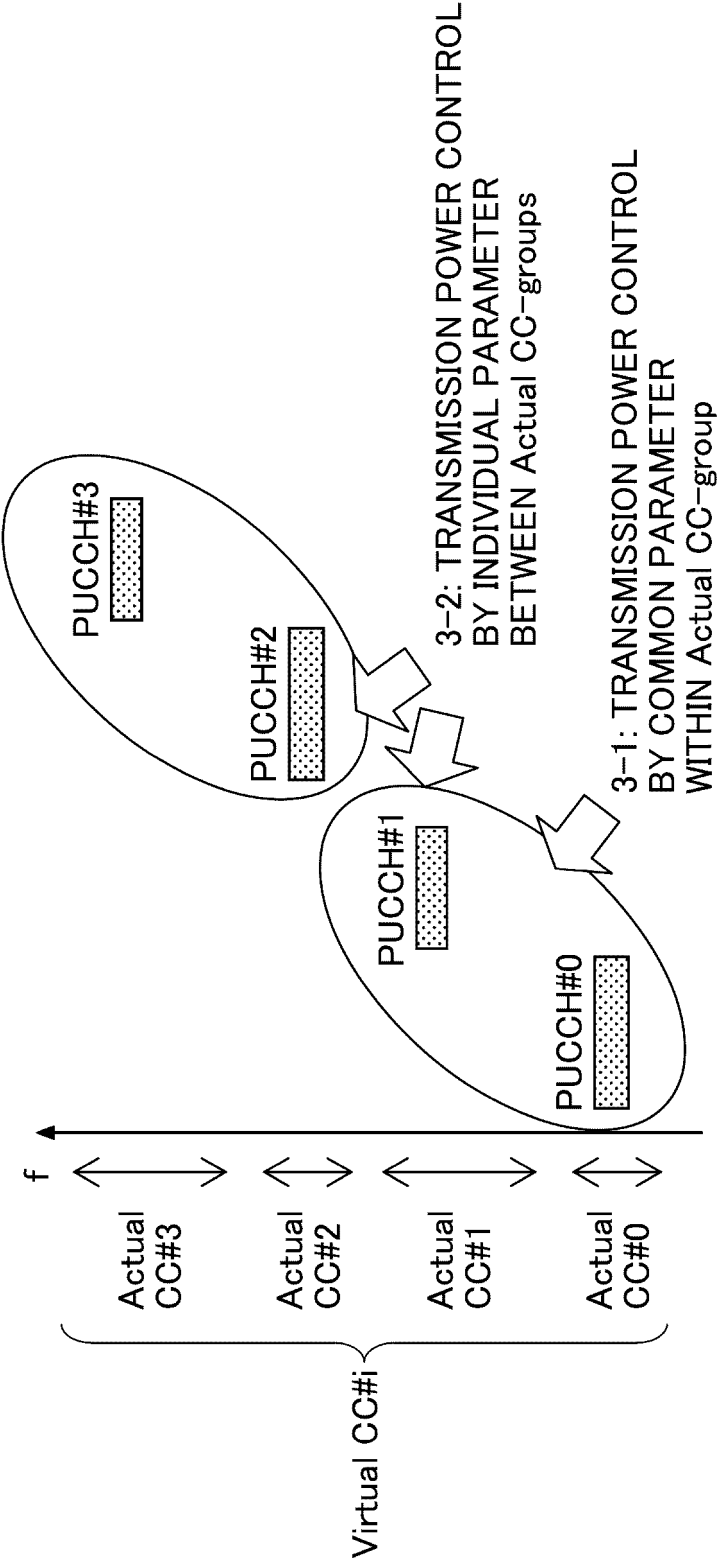 f
Virtual CC#i
Actual
CC#3
Actual
CC#2
Actual
CC#1
Actual
CC#0
PUCCH#3
PUCCH#2
PUCCH#1
PUCCH#0
3-2: TRANSMISSION POWER CONTROL
BY INDIVIDUAL PARAMETER
BETWEEN Actual CC-groups
3-1: TRANSMISSION POWER CONTROL
BY COMMON PARAMETER
WITHIN Actual CC-group